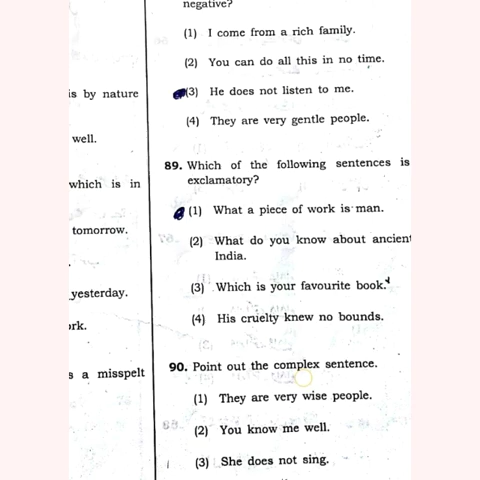 is by nature
well.
which is in
tomorrow.
yesterday.
s a misspelt
negative?
(1) I come from a rich family.
(2) You can do all this in no time.
(3) He does not listen to me.
(4) They are very gentle people.
89. Which of the following sentences is
exclamatory?
(1) What a piece of work is man.
(2) What do you know about ancient
India.
(3) Which is your favourite book.
(4) His cruelty knew no bounds.
90. Point out the complex sentence.
(1) They are very wise people.
(2) You know me well.
(3) She does not sing.